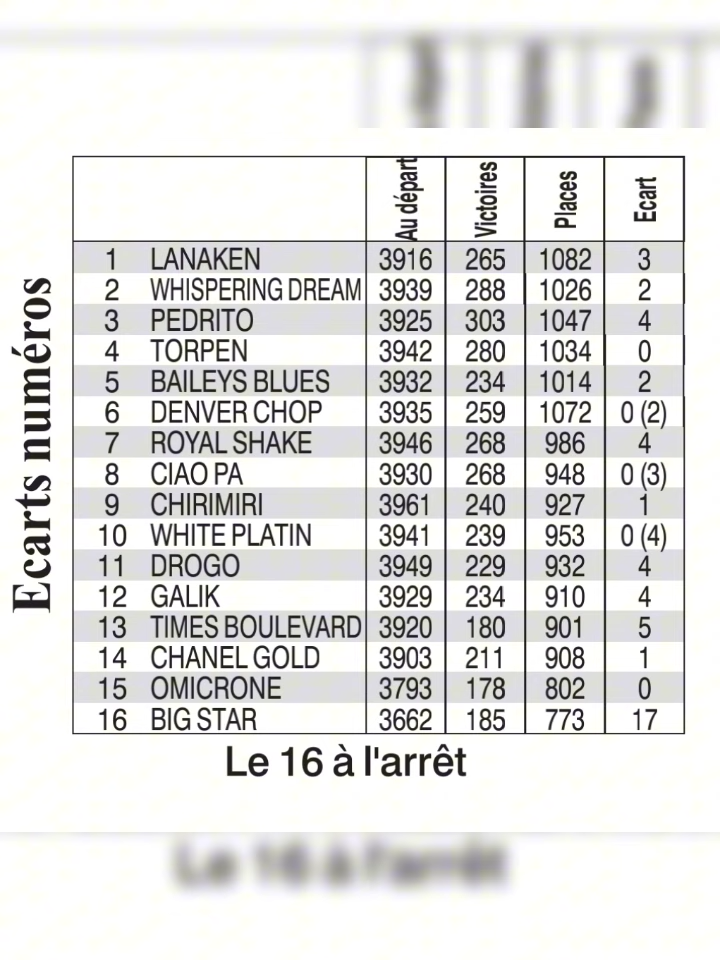 Ecarts numéros
Au départ Victoires Places Ecart
1 LANAKEN 3916 265 1082 3
2 WHISPERING DREAM 3939 288 1026 2
3 PEDRITO 3925 303 1047 4
4 TORPEN 3942 280 1034 0
5 BAILEYS BLUES 3932 234 1014 2
6 DENVER CHOP 3935 259 1072 0 (2)
7 ROYAL SHAKE 3946 268 986 4
8 CIAO PA 3930 268 948 0 (3)
9 CHIRIMIRI 3961 240 927 1
10 WHITE PLATIN 3941 239 953 0 (4)
11 DROGO 3949 229 932 4
12 GALIK 3929 234 910 4
13 TIMES BOULEVARD 3920 180 901 5
14 CHANEL GOLD 3903 211 908 1
15 OMICRONE 3793 178 802 0
16 BIG STAR 3662 185 773 17
Le 16 à l'arrêt
Le 16 à l'arrêt